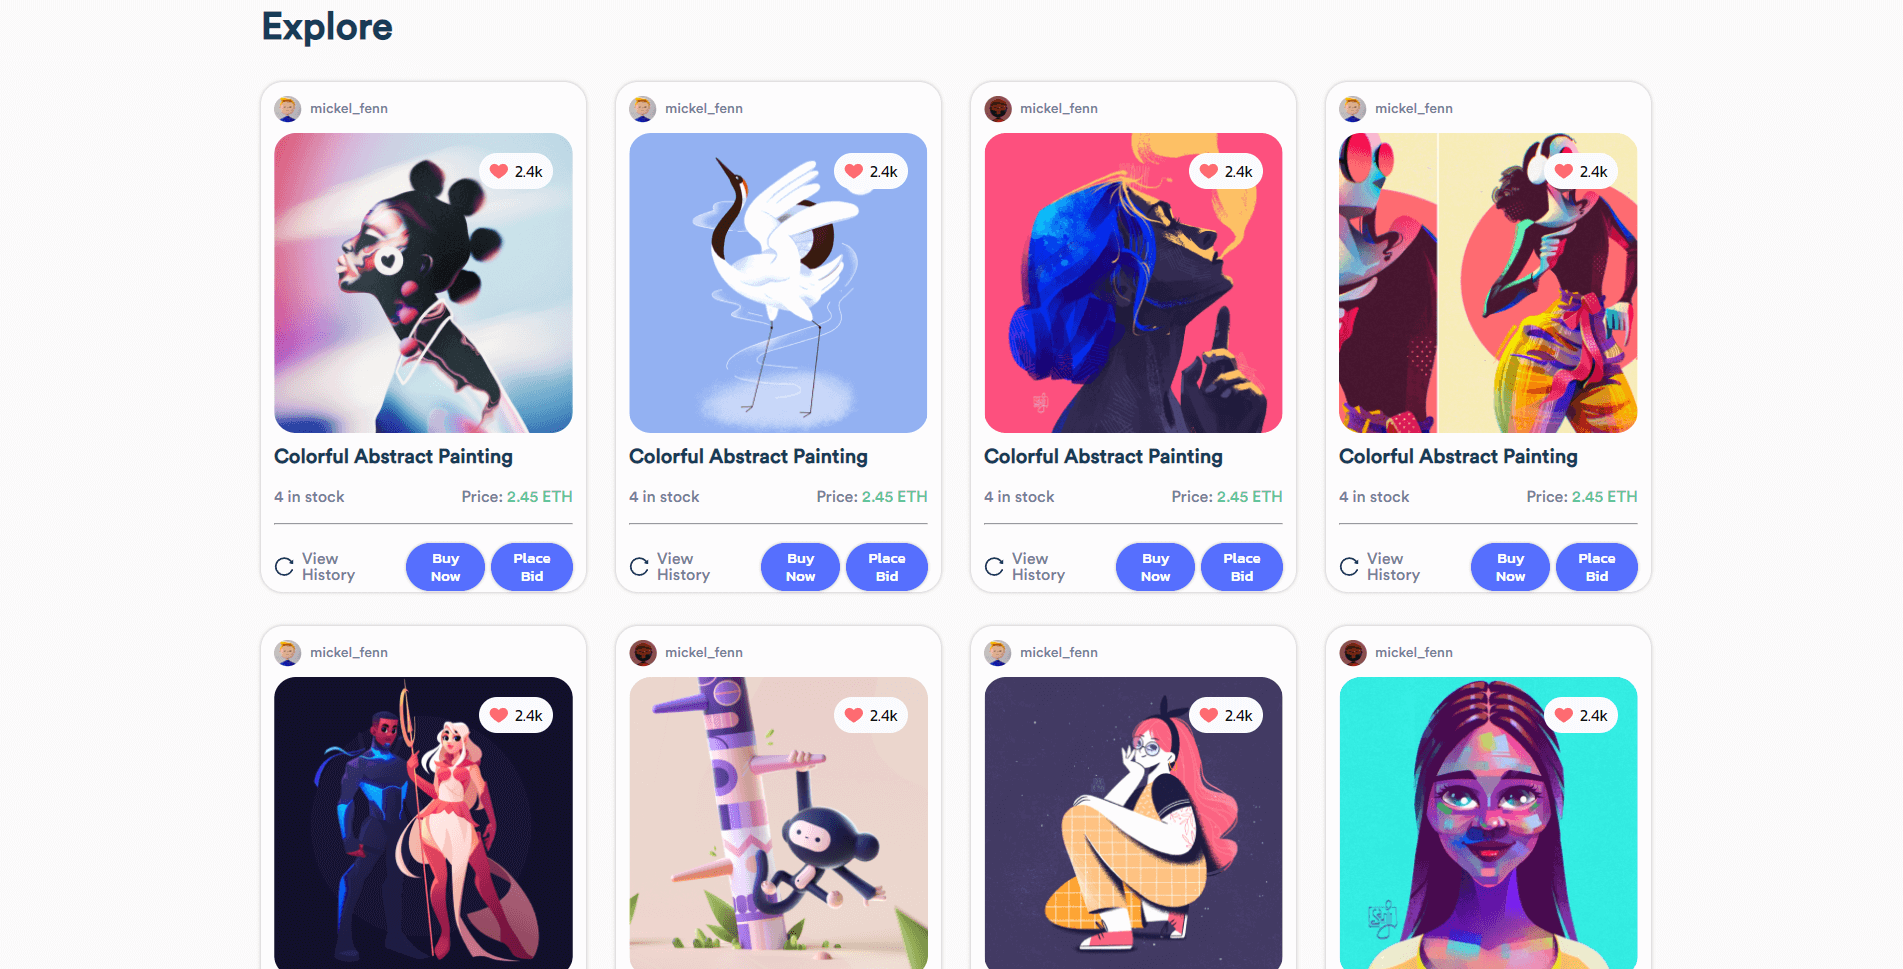 Explore
mickel_fenn
2.4k
Colorful Abstract Painting
4 in stock
Price: 2.45 ETH
View
History
Buy
Now
Place
Bid
mickel_fenn
2.4k
Colorful Abstract Painting
4 in stock
Price: 2.45 ETH
View
History
Buy
Now
Place
Bid
mickel_fenn
2.4k
Colorful Abstract Painting
4 in stock
Price: 2.45 ETH
View
History
Buy
Now
Place
Bid
mickel_fenn
2.4k
Colorful Abstract Painting
4 in stock
Price: 2.45 ETH
View
History
Buy
Now
Place
Bid
mickel_fenn
2.4k
mickel_fenn
2.4k
mickel_fenn
2.4k
mickel_fenn
2.4k